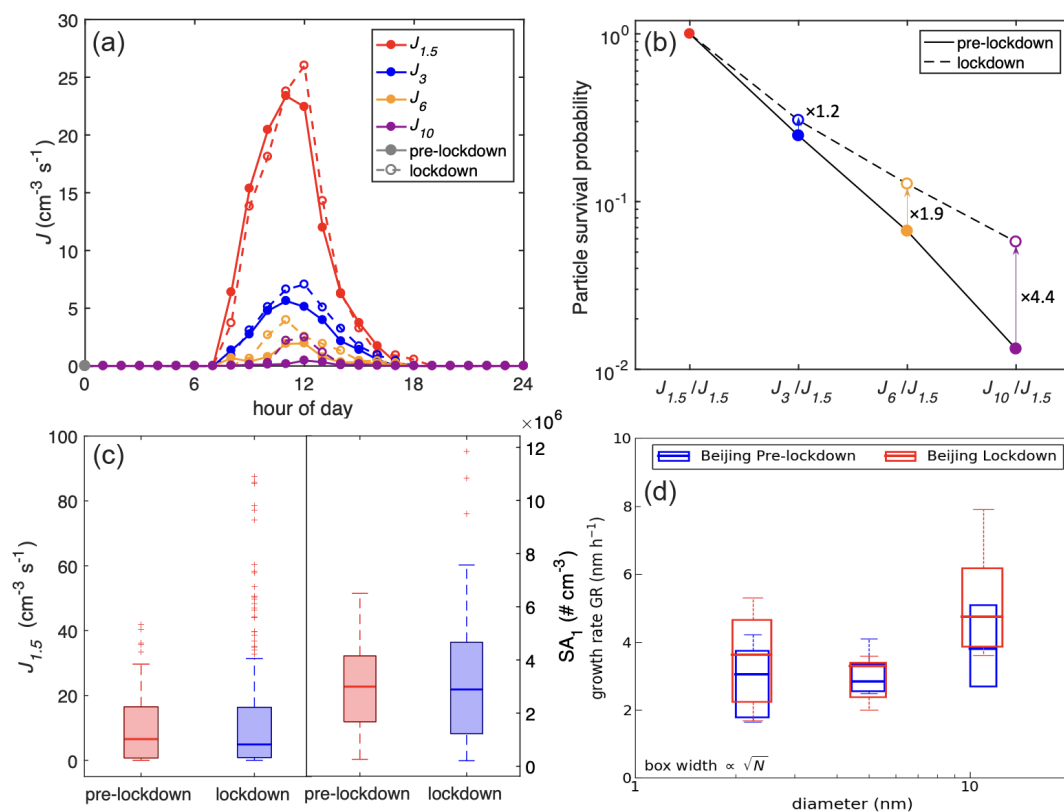 (a)
30
25
20
15
10
5
0
J (cm⁻³ s⁻¹)
J1.5
J3
J6
J10
pre-lockdown
lockdown
0 6 12 18 24
hour of day
(b)
10⁰
10⁻¹
10⁻²
Particle survival probability
pre-lockdown
lockdown
×1.2
×1.9
×4.4
J1.5/J1.5 J3/J1.5 J6/J1.5 J10/J1.5
(c)
100
80
60
40
20
0
J1.5 (cm⁻³ s⁻¹)
×10⁶
12
10
8
6
4
2
0
SA1 (# cm⁻³)
pre-lockdown lockdown pre-lockdown lockdown
(d)
10
8
6
4
2
0
growth rate GR (nm h⁻¹)
Beijing Pre-lockdown Beijing Lockdown
box width ∝ √N
1 10
diameter (nm)